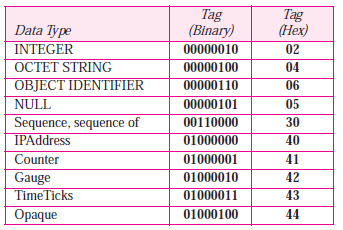 Data Type Tag (Binary) Tag (Hex)
INTEGER 00000010 02
OCTET STRING 00000100 04
OBJECT IDENTIFIER 00000110 06
NULL 00000101 05
Sequence, sequence of 00110000 30
IPAddress 01000000 40
Counter 01000001 41
Gauge 01000010 42
TimeTicks 01000011 43
Opaque 01000100 44